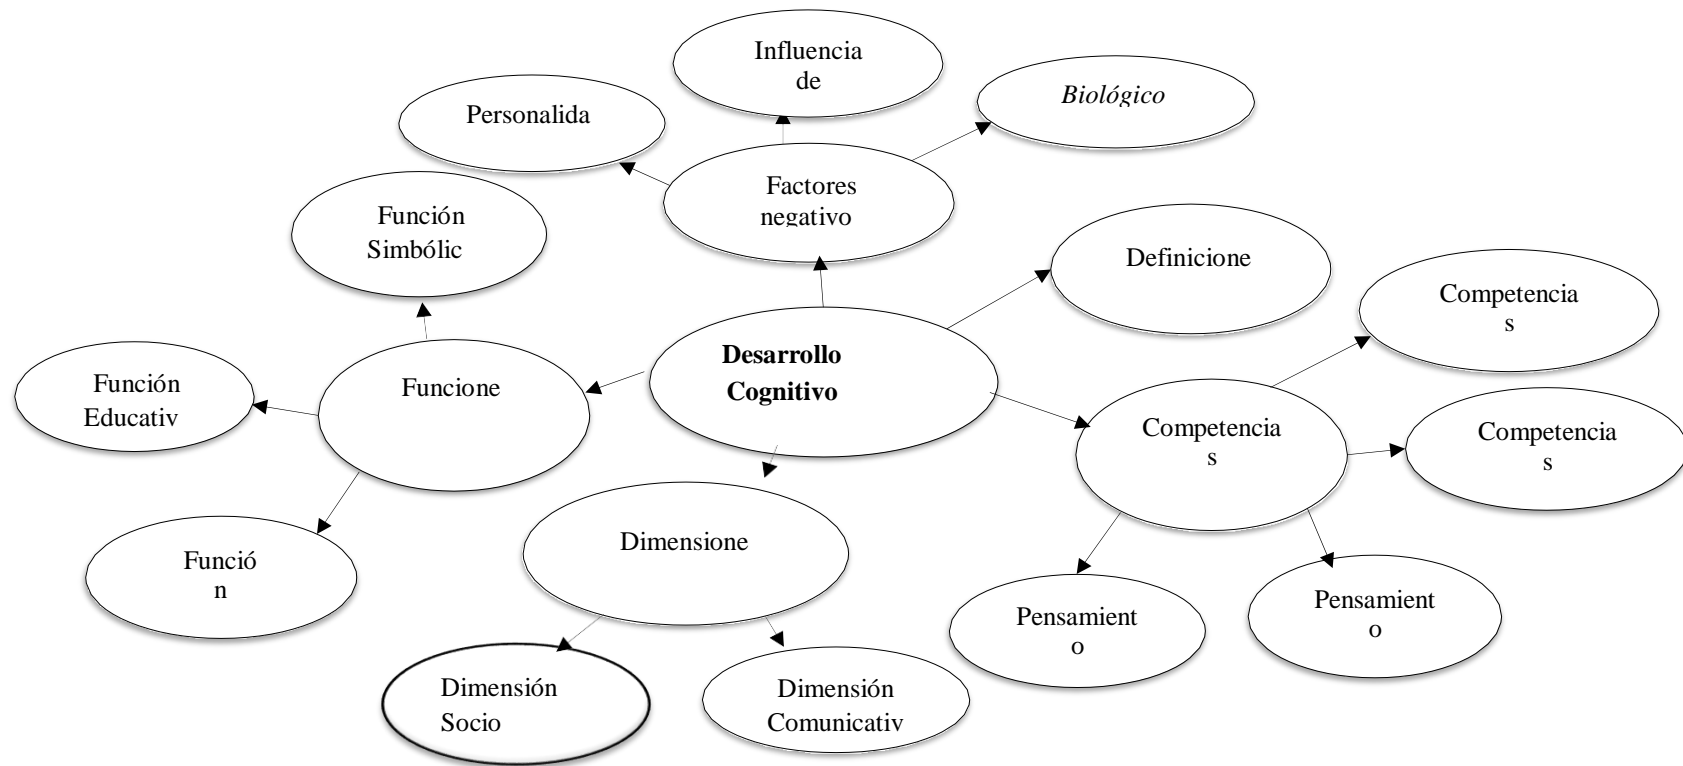 Influencia
de
Biológico
Personalida
Factores
negativo
Función
Simbólic
Definicione
Competencia
s
Desarrollo
Cognitivo
Función
Educativ
Funcione
Competencia
s
Competencia
s
Funció
n
Dimensione
Pensamient
o
Pensamient
o
Dimensión
Socio
Dimensión
Comunicativ